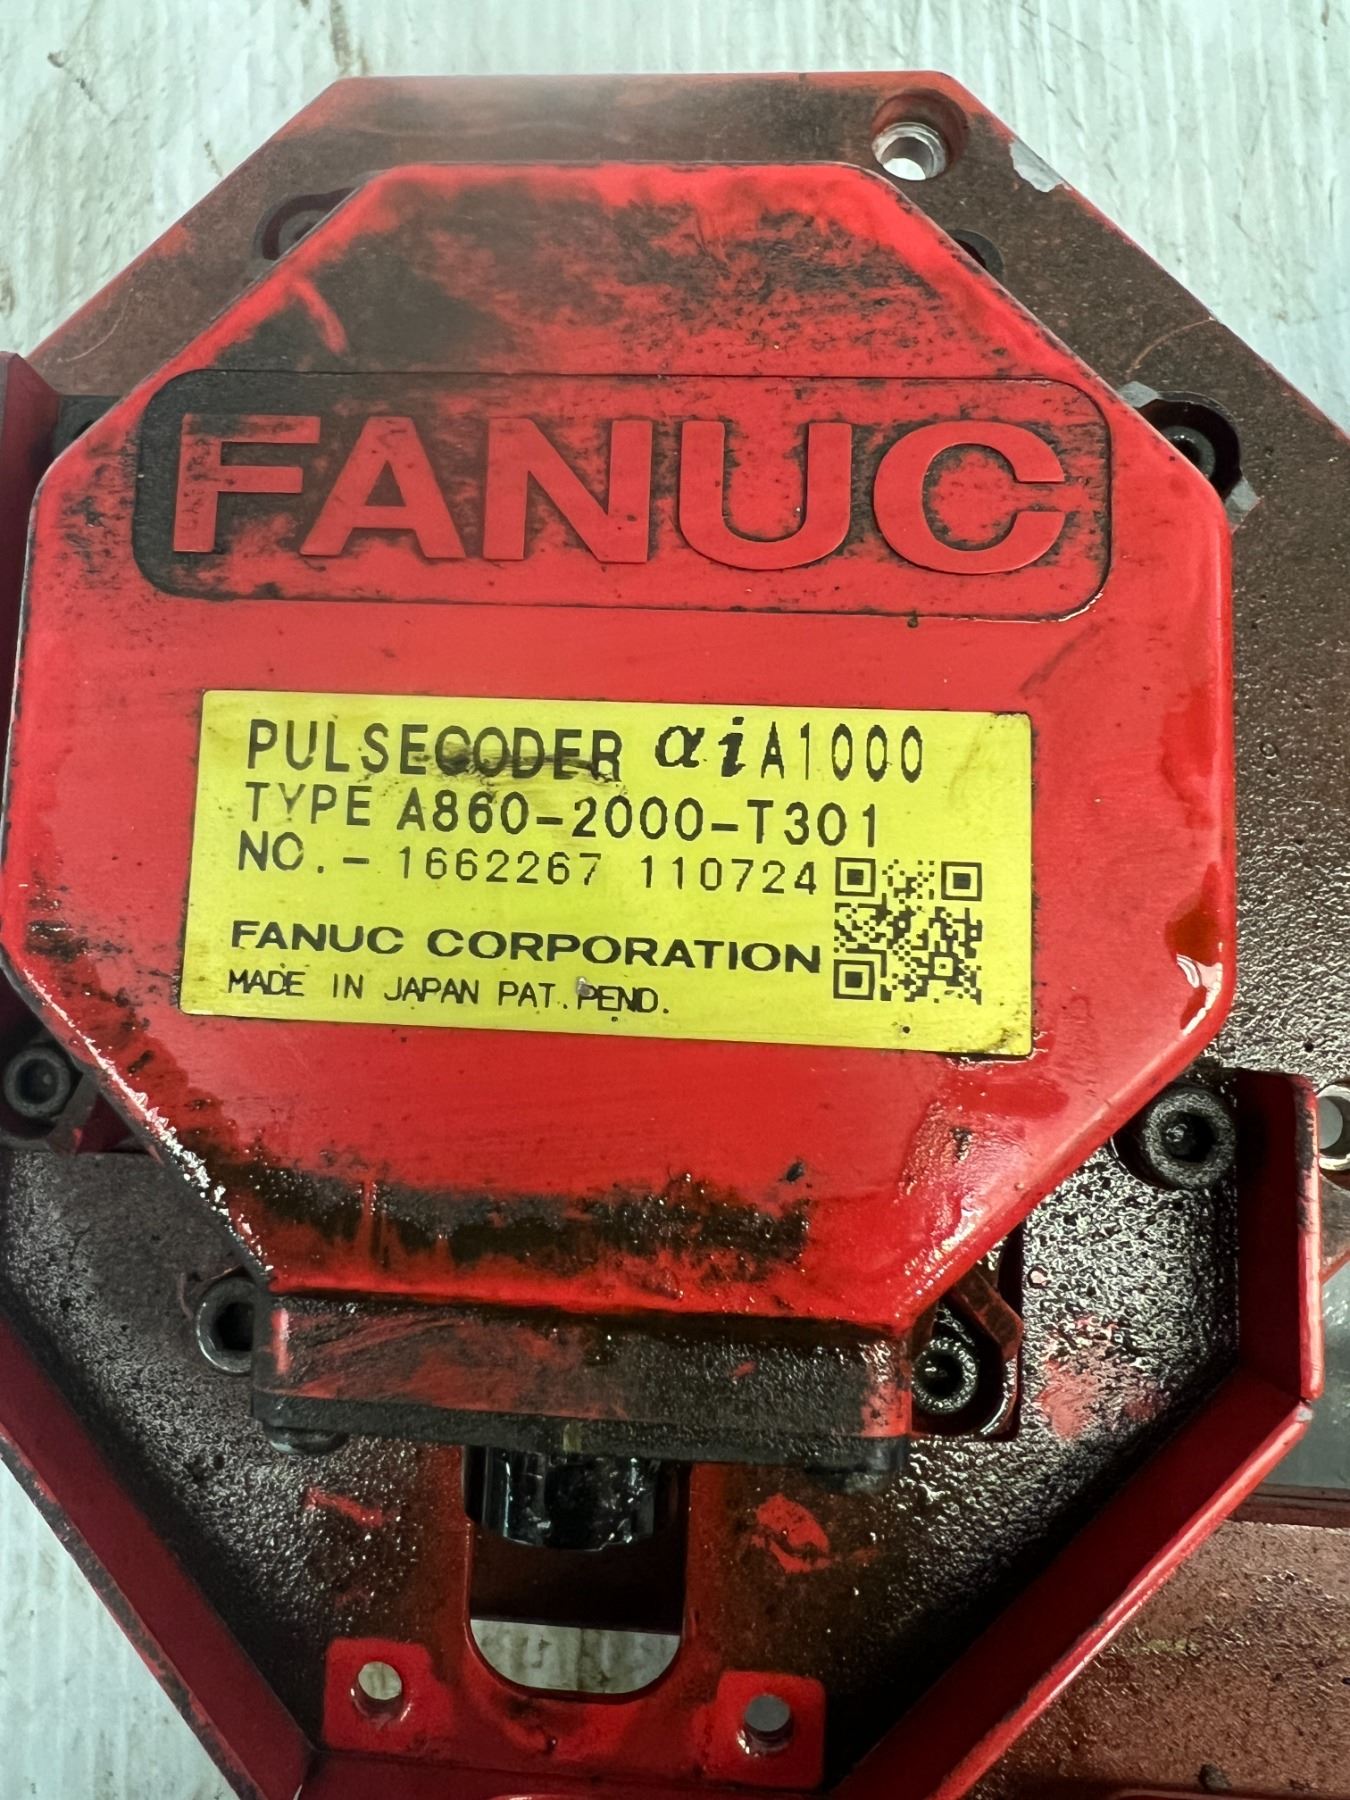 FANUC
PULSECODER αiA1000
TYPE A860-2000-T301
NO.-1662267 110724
FANUC CORPORATION
MADE IN JAPAN PAT.PEND.